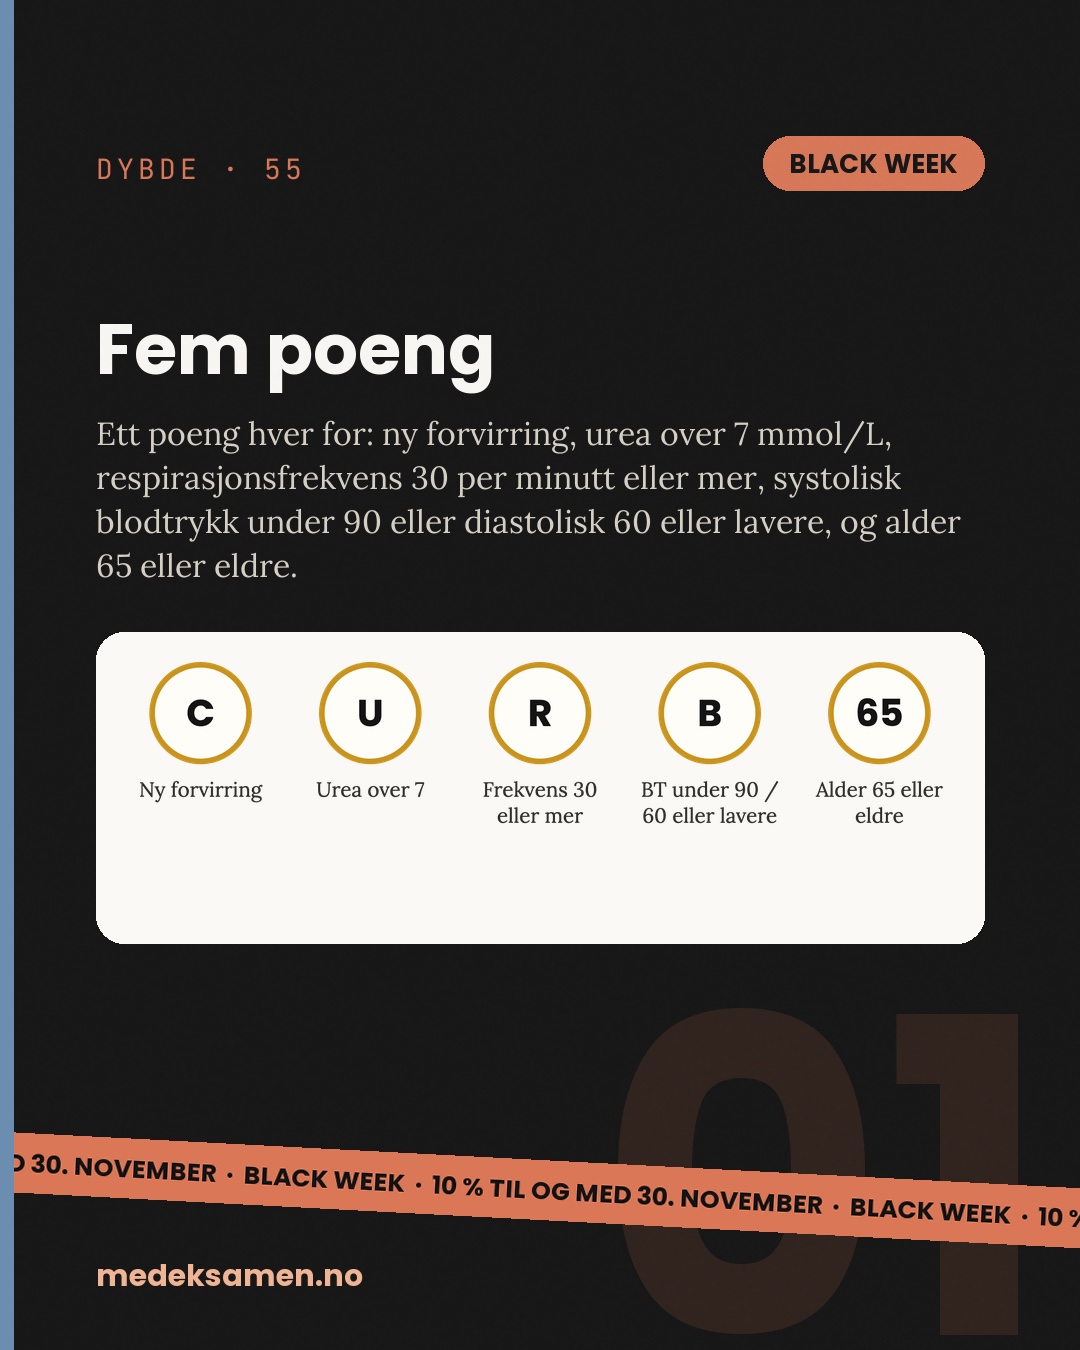 DYBDE · 55
BLACK WEEK
Fem poeng
Ett poeng hver for: ny forvirring, urea over 7 mmol/L,
respirasjonsfrekvens 30 per minutt eller mer, systolisk
blodtrykk under 90 eller diastolisk 60 eller lavere, og alder
65 eller eldre.
C
Ny forvirring
U
Urea over 7
R
Frekvens 30
eller mer
B
BT under 90 /
60 eller lavere
65
Alder 65 eller
eldre
01
D 30. NOVEMBER · BLACK WEEK · 10 % TIL OG MED 30. NOVEMBER · BLACK WEEK · 10 %
medeksamen.no